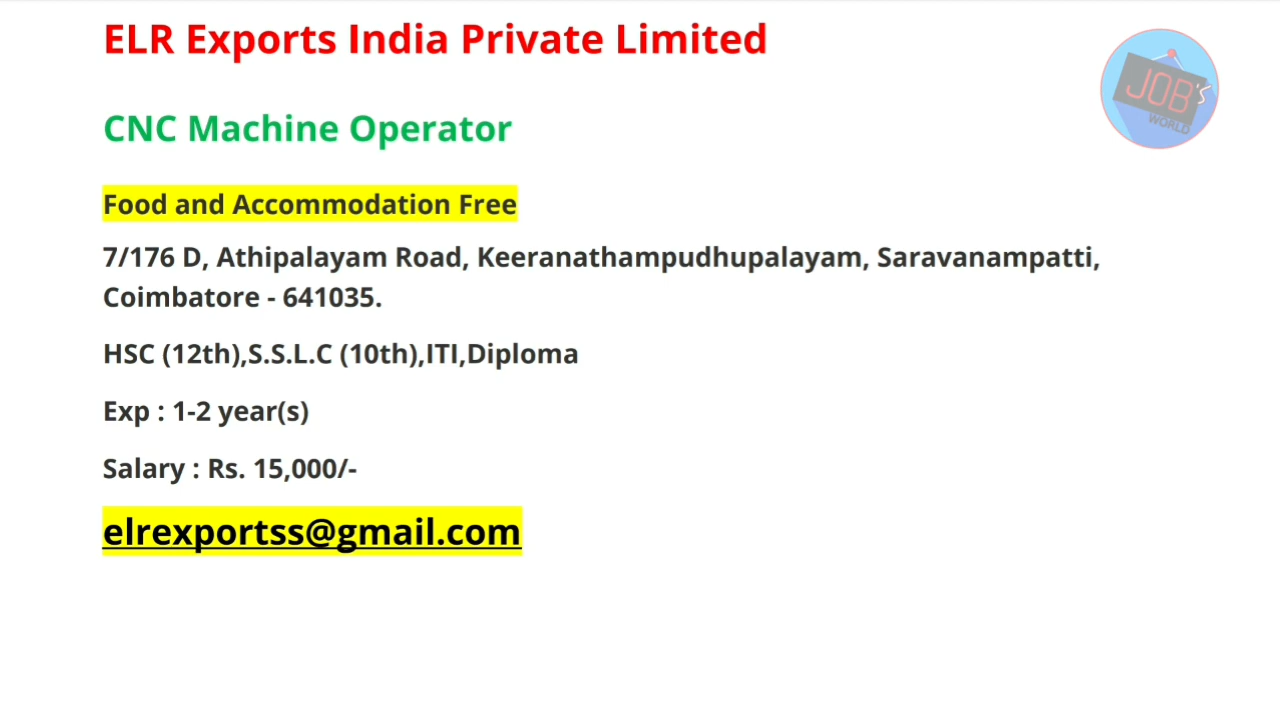 ELR Exports India Private Limited
JOB's
WORLD
CNC Machine Operator
Food and Accommodation Free
7/176 D, Athipalayam Road, Keeranathampudhupalayam, Saravanampatti,
Coimbatore - 641035.
HSC (12th),S.S.L.C (10th),ITI,Diploma
Exp : 1-2 year(s)
Salary : Rs. 15,000/-
elrexportss@gmail.com